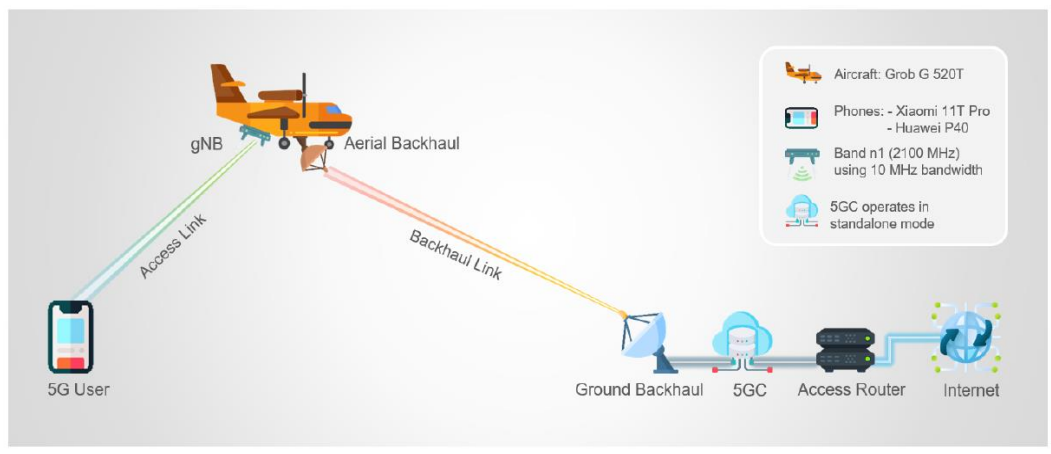 Aircraft: Grob G 520T
Phones: - Xiaomi 11T Pro
- Huawei P40
Band n1 (2100 MHz)
using 10 MHz bandwidth
5GC operates in
standalone mode
gNB
Aerial Backhaul
Access Link
Backhaul Link
5G User
Ground Backhaul
5GC
Access Router
Internet